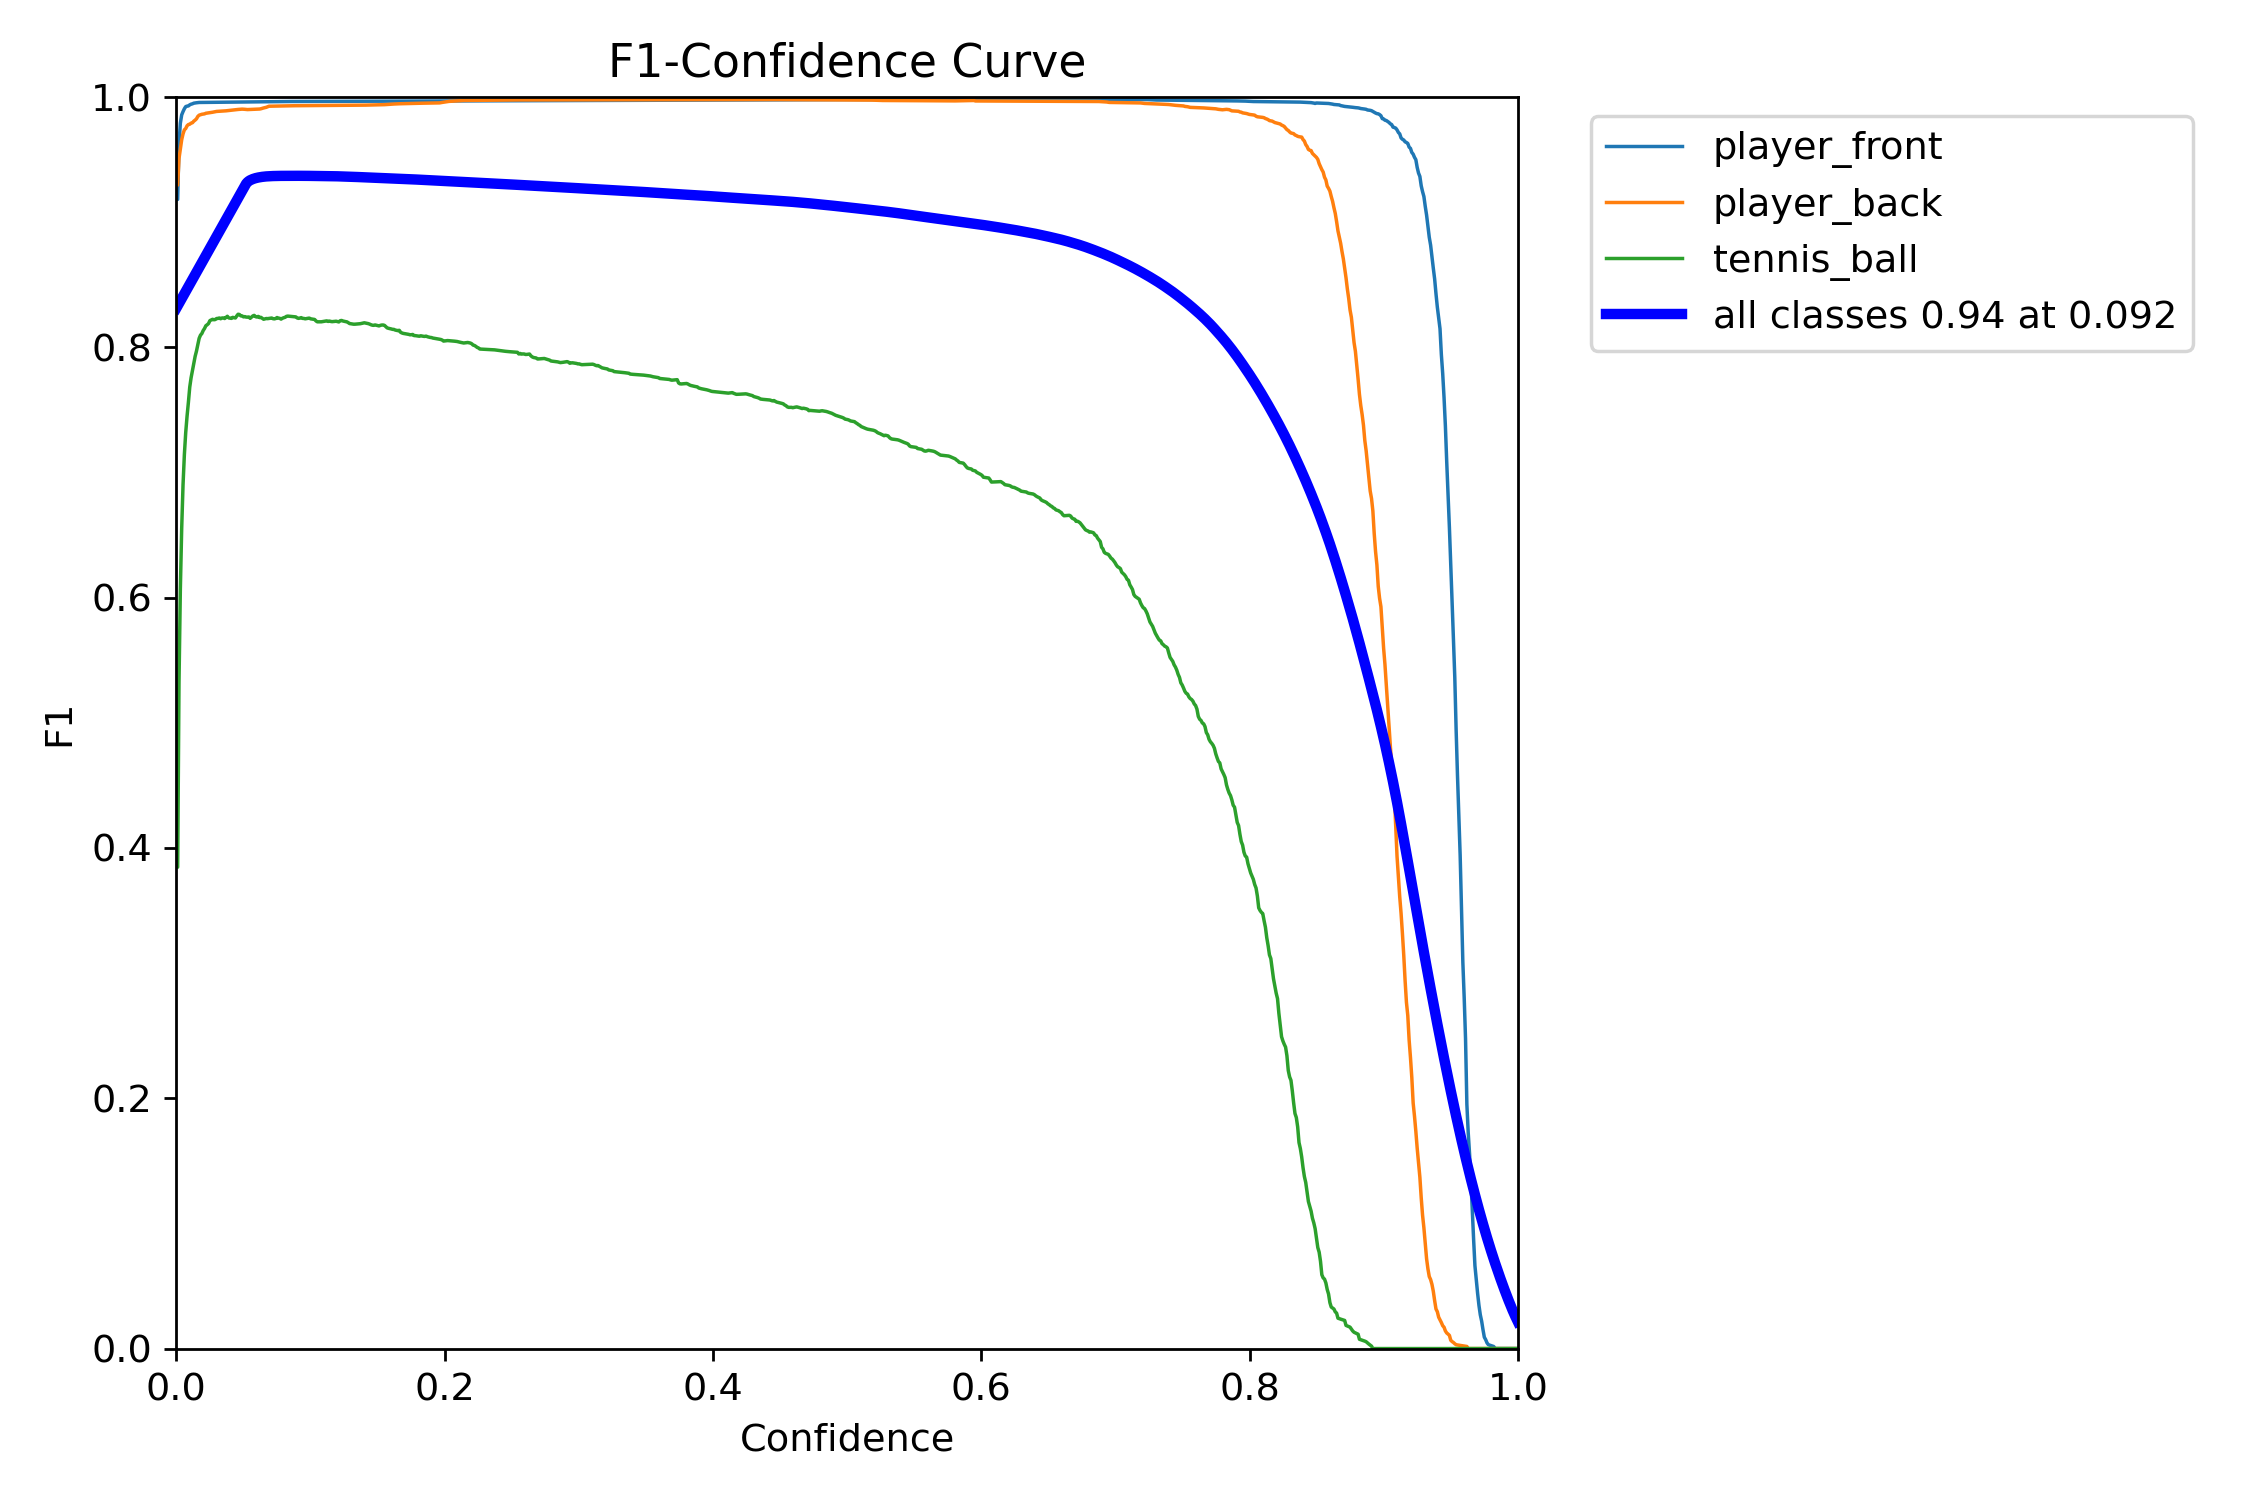 F1-Confidence Curve
1.0
0.8
0.6
0.4
0.2
0.0
F1
0.0 0.2 0.4 0.6 0.8 1.0
Confidence
player_front
player_back
tennis_ball
all classes 0.94 at 0.092